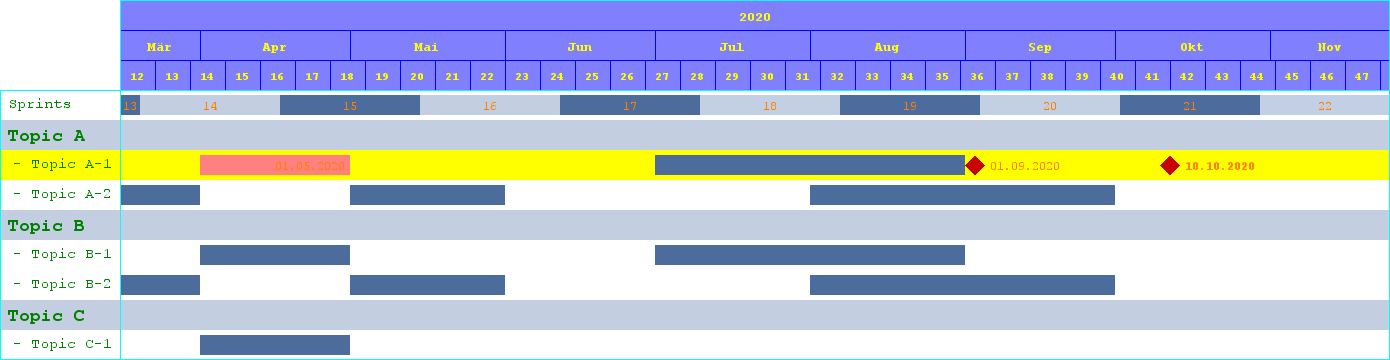 2020
Mär Apr Mai Jun Jul Aug Sep Okt Nov
12 13 14 15 16 17 18 19 20 21 22 23 24 25 26 27 28 29 30 31 32 33 34 35 36 37 38 39 40 41 42 43 44 45 46 47
Sprints 13 14 15 16 17 18 19 20 21 22
Topic A
- Topic A-1 01.05.2020 01.09.2020 10.10.2020
- Topic A-2
Topic B
- Topic B-1
- Topic B-2
Topic C
- Topic C-1